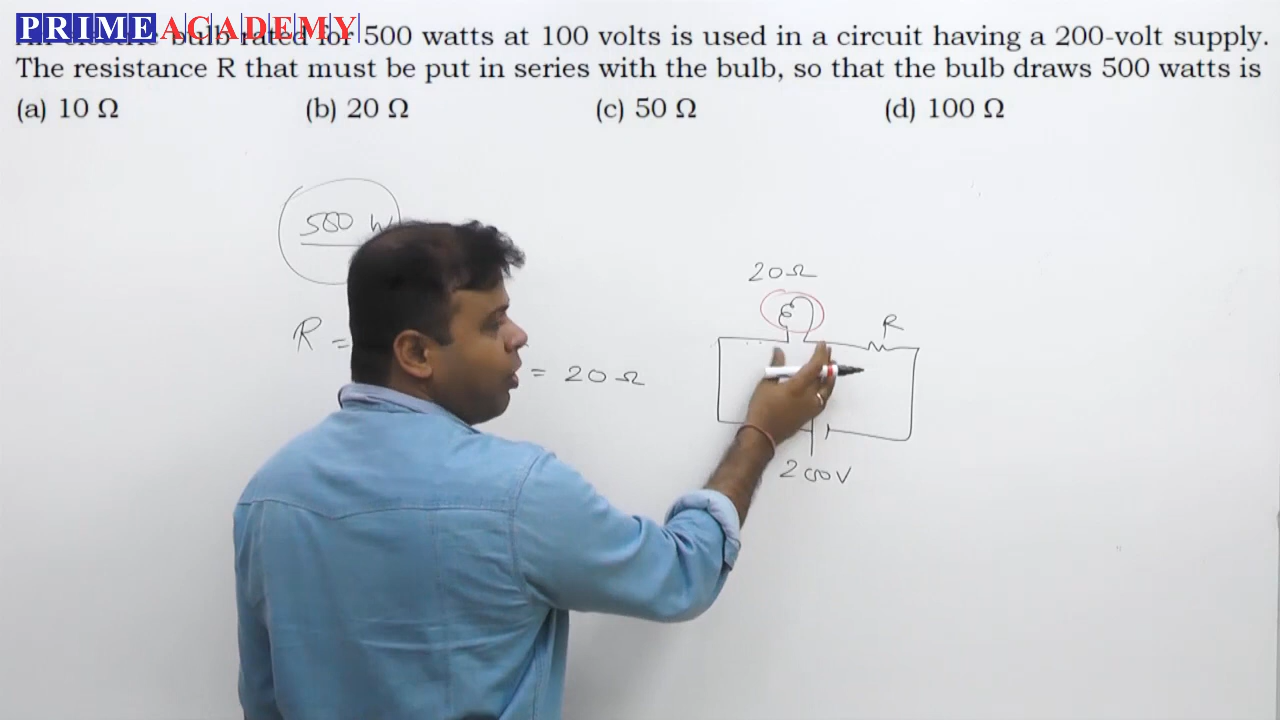 PRIME ACADEMY
bulb rated for 500 watts at 100 volts is used in a circuit having a 200-volt supply.
The resistance R that must be put in series with the bulb, so that the bulb draws 500 watts is
(a) 10 Ω (b) 20 Ω (c) 50 Ω (d) 100 Ω
500 W
R =
= 20 Ω
20 Ω
R
200V